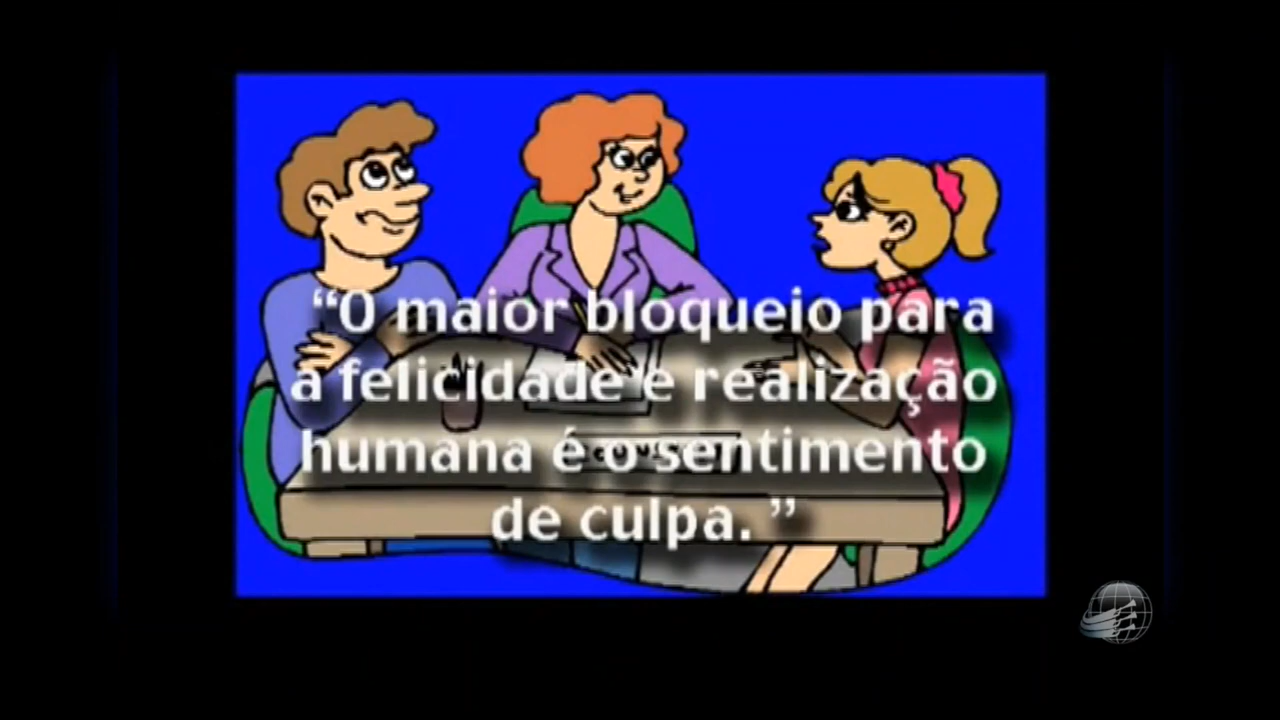 “O maior bloqueio para
a felicidade e realização
humana é o sentimento
de culpa. ”